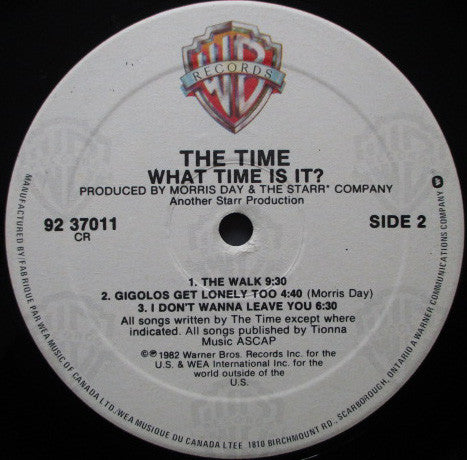 WB
RECORDS
THE TIME
WHAT TIME IS IT?
PRODUCED BY MORRIS DAY & THE STARR★ COMPANY
Another Starr Production
92 37011
CR
SIDE 2
1. THE WALK 9:30
2. GIGOLOS GET LONELY TOO 4:40 (Morris Day)
3. I DON'T WANNA LEAVE YOU 6:30
All songs written by The Time except where
indicated. All songs published by Tionna
Music ASCAP
©℗ 1982 Warner Bros. Records Inc. for the
U.S. & WEA International Inc. for the
world outside of the
U.S.
MANUFACTURED BY/FABRIQUE PAR WEA MUSIC OF CANADA LTD./WEA MUSIQUE DU CANADA LTEE. 1810 BIRCHMOUNT RD., SCARBOROUGH, ONTARIO A WARNER COMMUNICATIONS COMPANY